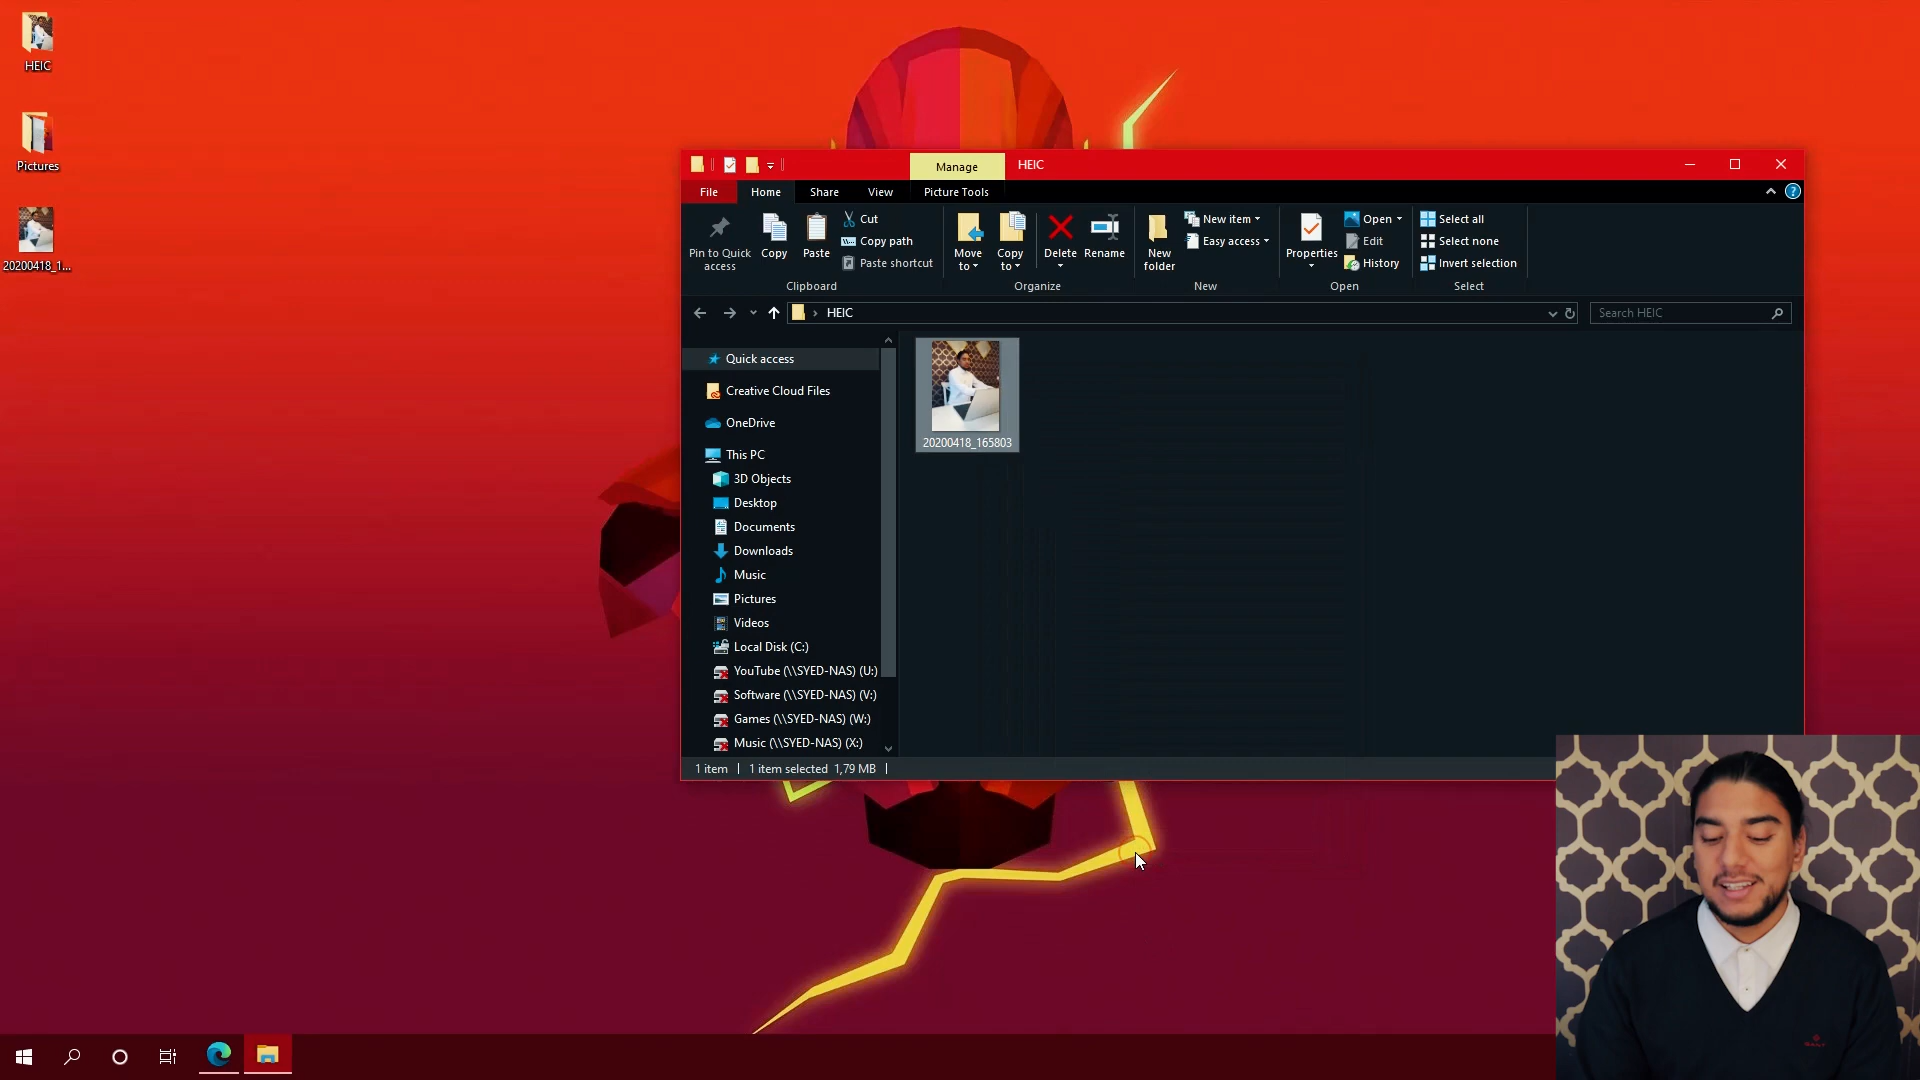 HEIC
Pictures
20200418_1...
Manage
HEIC
File
Home
Share
View
Picture Tools
?
Pin to Quick access
Copy
Paste
Cut
Copy path
Paste shortcut
Clipboard
Move to
Copy to
Delete
Rename
Organize
New folder
New item
Easy access
New
Properties
Open
Edit
History
Open
Select all
Select none
Invert selection
Select
HEIC
Search HEIC
Quick access
Creative Cloud Files
OneDrive
This PC
3D Objects
Desktop
Documents
Downloads
Music
Pictures
Videos
Local Disk (C:)
YouTube (\\SYED-NAS) (U:)
Software (\\SYED-NAS) (V:)
Games (\\SYED-NAS) (W:)
Music (\\SYED-NAS) (X:)
20200418_165803
1 item
1 item selected 1,79 MB